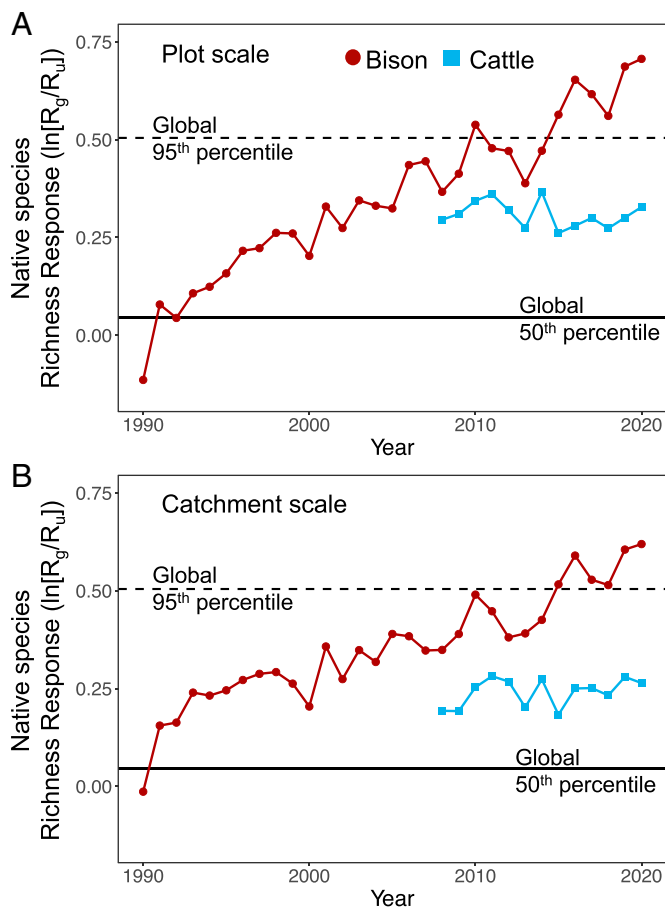 A
Plot scale
Bison
Cattle
Global
95th percentile
Global
50th percentile
Native species
Richness Response (ln[Rg/Ru])
0.75
0.50
0.25
0.00
1990
2000
2010
2020
Year
B
Catchment scale
Global
95th percentile
Global
50th percentile
Native species
Richness Response (ln[Rg/Ru])
0.75
0.50
0.25
0.00
1990
2000
2010
2020
Year